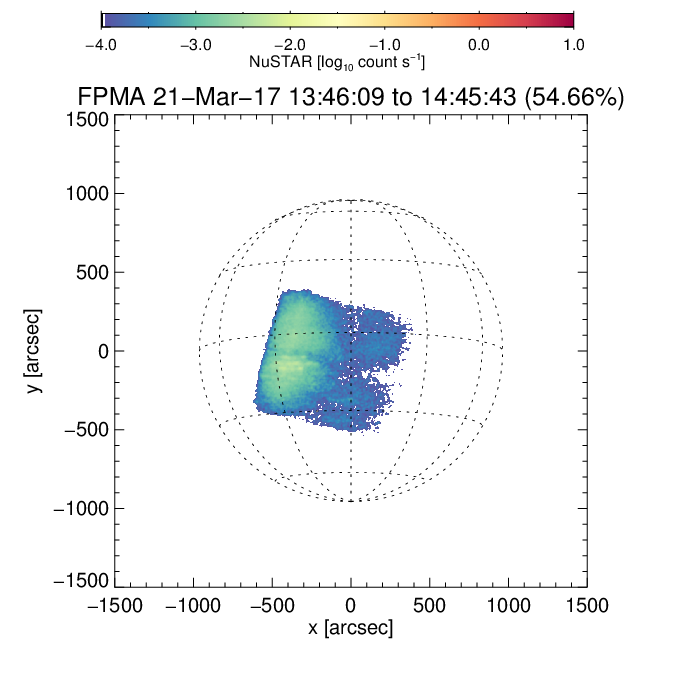 −4.0 −3.0 −2.0 −1.0 0.0 1.0
NuSTAR [log₁₀ count s⁻¹]
FPMA 21−Mar−17 13:46:09 to 14:45:43 (54.66%)
1500
1000
500
0
−500
−1000
−1500
y [arcsec]
−1500 −1000 −500 0 500 1000 1500
x [arcsec]